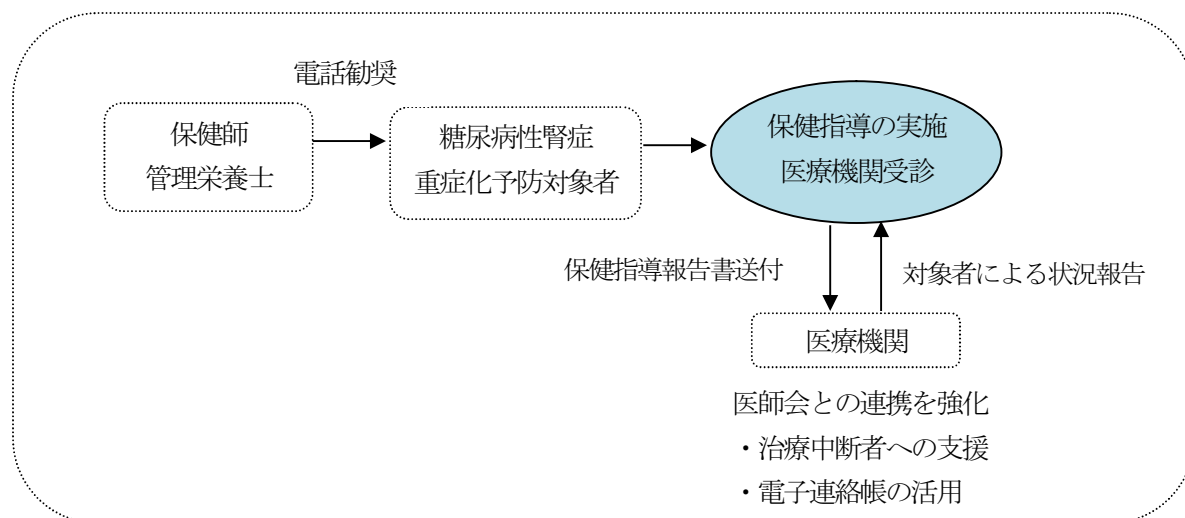 電話勧奨
保健師
管理栄養士
糖尿病性腎症
重症化予防対象者
保健指導の実施
医療機関受診
保健指導報告書送付
対象者による状況報告
医療機関
医師会との連携を強化
・治療中断者への支援
・電子連絡帳の活用